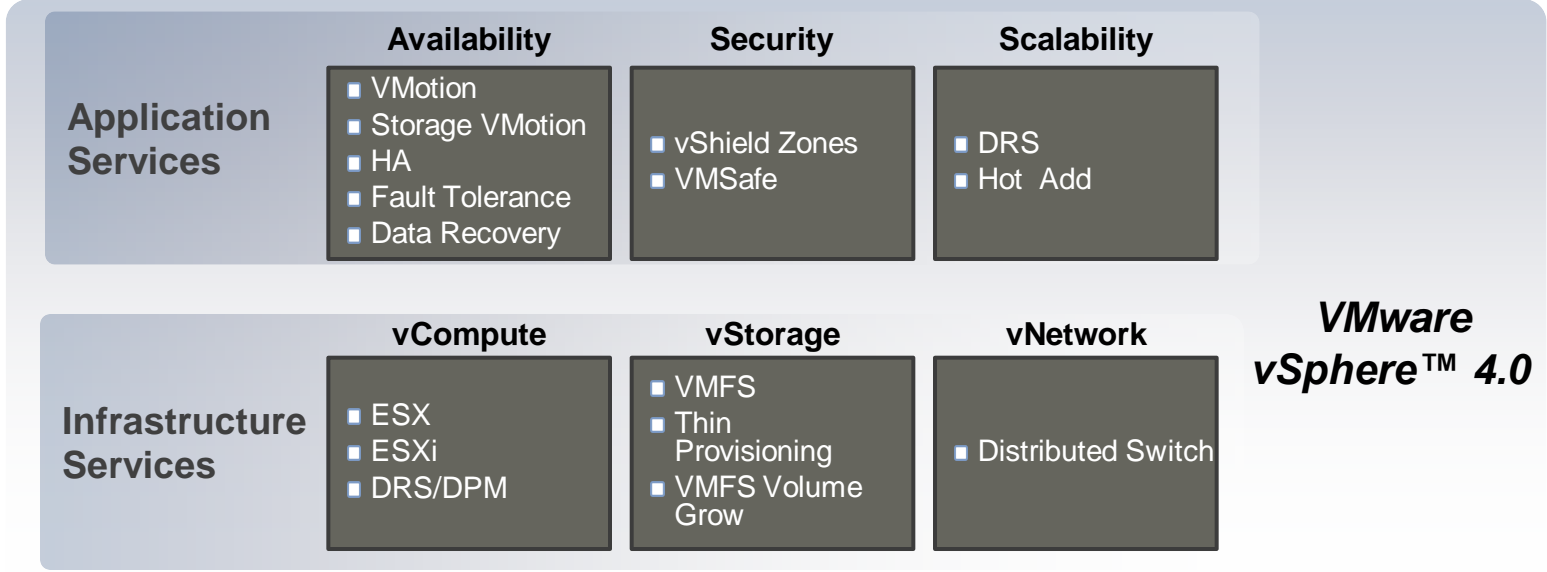 Availability
Security
Scalability
Application
Services
VMotion
Storage VMotion
HA
Fault Tolerance
Data Recovery
vShield Zones
VMSafe
DRS
Hot Add
VMware
vSphere™ 4.0
vCompute
vStorage
vNetwork
Infrastructure
Services
ESX
ESXi
DRS/DPM
VMFS
Thin
Provisioning
VMFS Volume
Grow
Distributed Switch